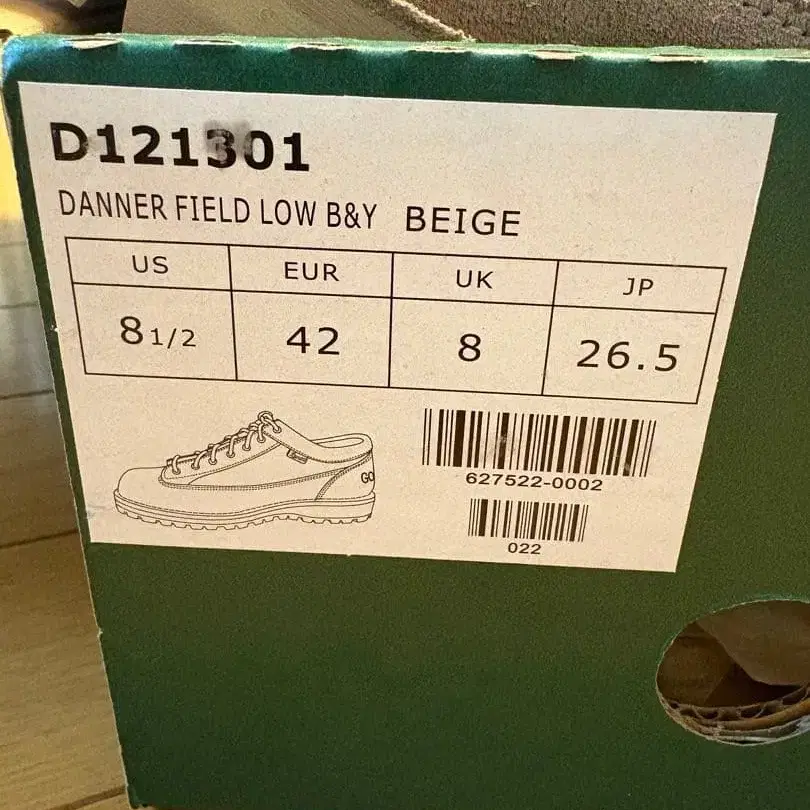 D121301
DANNER FIELD LOW B&Y BEIGE
US EUR UK JP
8 1/2 42 8 26.5
GO
627522-0002
022